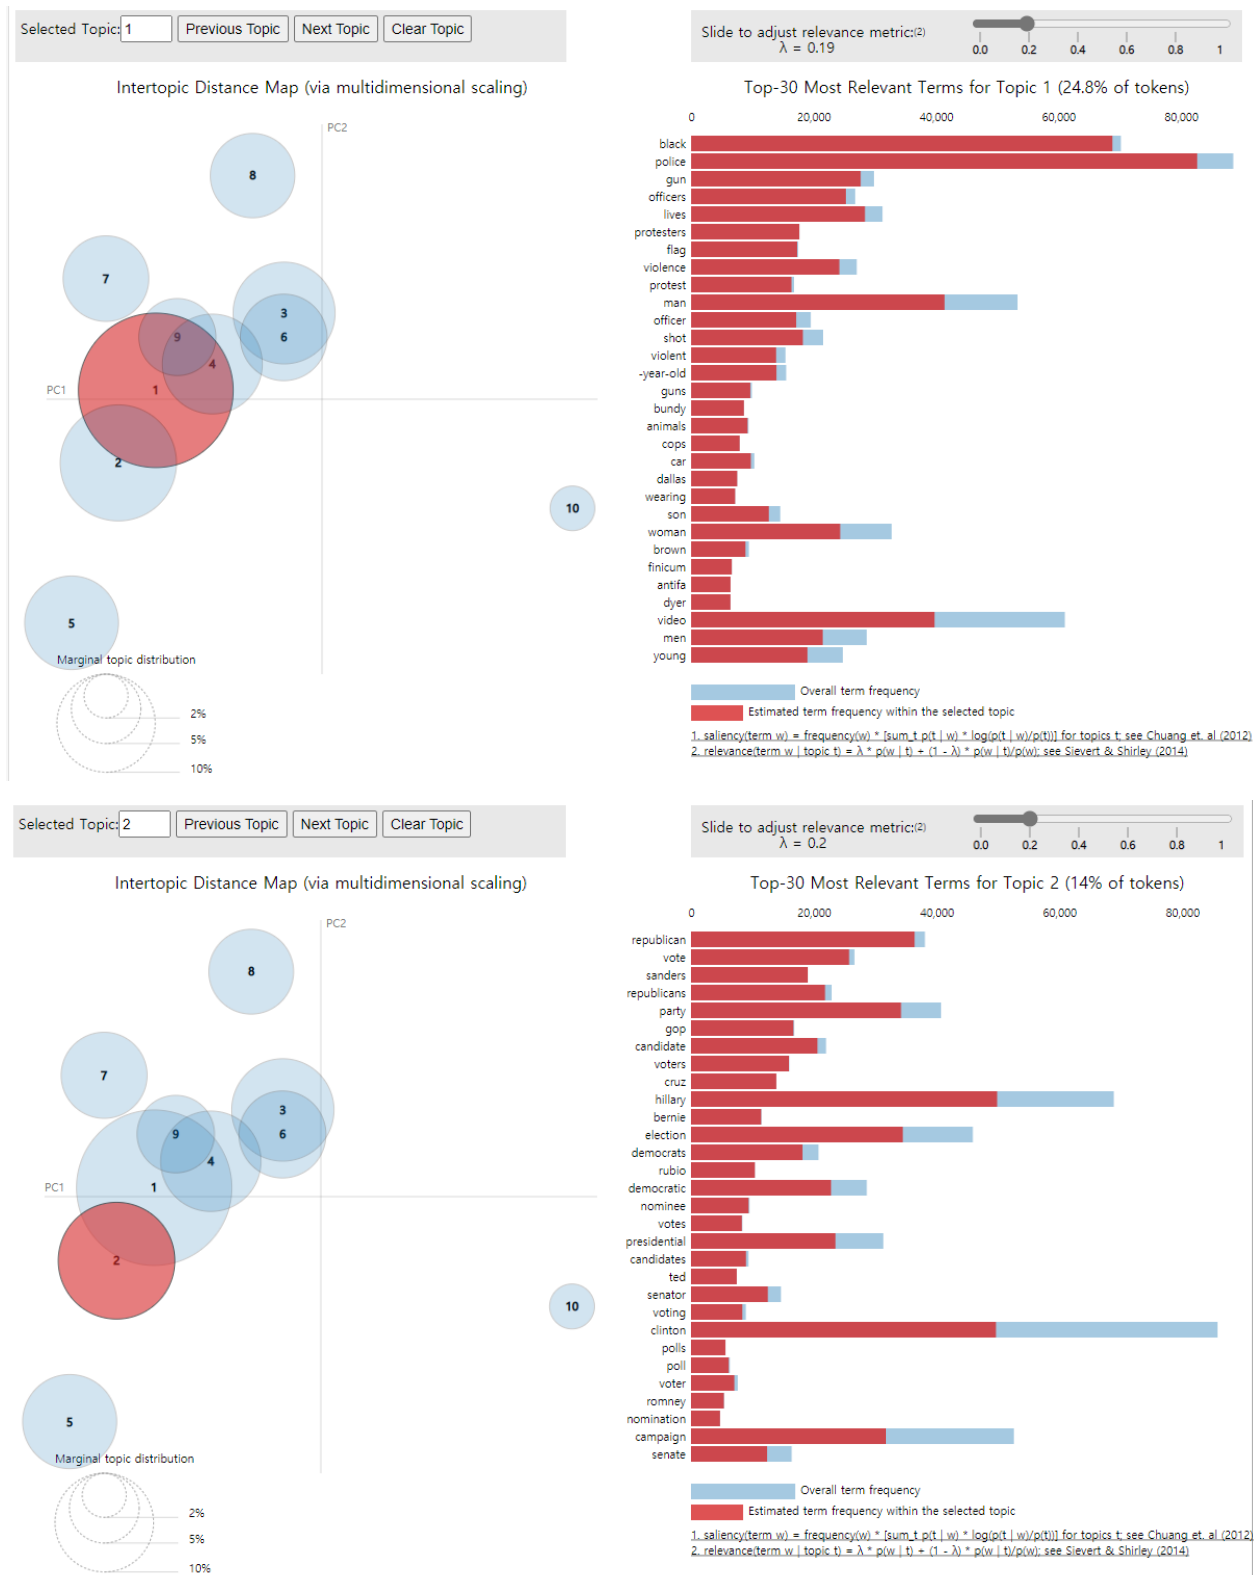 Selected Topic: 1 Previous Topic Next Topic Clear Topic
Slide to adjust relevance metric:(2)
λ = 0.19
0.0 0.2 0.4 0.6 0.8 1
Intertopic Distance Map (via multidimensional scaling)
PC2
8
7
3
9
6
4
PC1
1
2
10
5
Marginal topic distribution
2%
5%
10%
Top-30 Most Relevant Terms for Topic 1 (24.8% of tokens)
0 20,000 40,000 60,000 80,000
black
police
gun
officers
lives
protesters
flag
violence
protest
man
officer
shot
violent
-year-old
guns
bundy
animals
cops
car
dallas
wearing
son
woman
brown
finicum
antifa
dyer
video
men
young
Overall term frequency
Estimated term frequency within the selected topic
1. saliency(term w) = frequency(w) * [sum_t p(t | w) * log(p(t | w)/p(t))] for topics t; see Chuang et. al (2012)
2. relevance(term w | topic t) = λ * p(w | t) + (1 - λ) * p(w | t)/p(w); see Sievert & Shirley (2014)
Selected Topic: 2 Previous Topic Next Topic Clear Topic
Slide to adjust relevance metric:(2)
λ = 0.2
0.0 0.2 0.4 0.6 0.8 1
Intertopic Distance Map (via multidimensional scaling)
PC2
8
7
3
9
6
4
PC1
1
2
10
5
Marginal topic distribution
2%
5%
10%
Top-30 Most Relevant Terms for Topic 2 (14% of tokens)
0 20,000 40,000 60,000 80,000
republican
vote
sanders
republicans
party
gop
candidate
voters
cruz
hillary
bernie
election
democrats
rubio
democratic
nominee
votes
presidential
candidates
ted
senator
voting
clinton
polls
poll
voter
romney
nomination
campaign
senate
Overall term frequency
Estimated term frequency within the selected topic
1. saliency(term w) = frequency(w) * [sum_t p(t | w) * log(p(t | w)/p(t))] for topics t; see Chuang et. al (2012)
2. relevance(term w | topic t) = λ * p(w | t) + (1 - λ) * p(w | t)/p(w); see Sievert & Shirley (2014)